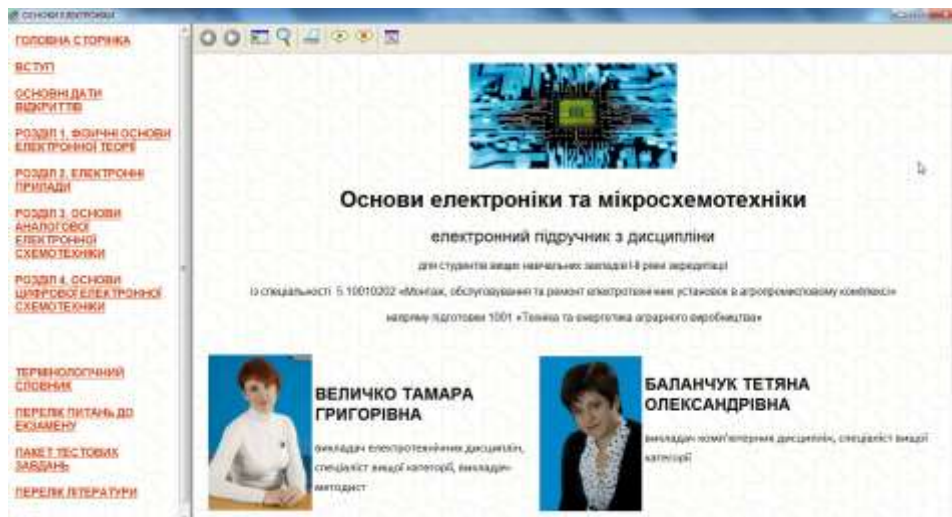 ОСНОВИ ЕЛЕКТРОНІКИ
ГОЛОВНА СТОРІНКА
ВСТУП
ОСНОВНІ ДАТИ
ВІДКРИТТІВ
РОЗДІЛ 1. ФІЗИЧНІ ОСНОВИ
ЕЛЕКТРОННОЇ ТЕОРІЇ
РОЗДІЛ 2. ЕЛЕКТРОННІ
ПРИЛАДИ
РОЗДІЛ 3. ОСНОВИ
АНАЛОГОВОЇ
ЕЛЕКТРОННОЇ
СХЕМОТЕХНІКИ
РОЗДІЛ 4. ОСНОВИ
ЦИФРОВОЇ ЕЛЕКТРОННОЇ
СХЕМОТЕХНІКИ
ТЕРМІНОЛОГІЧНИЙ
СЛОВНИК
ПЕРЕЛІК ПИТАНЬ ДО
ЕКЗАМЕНУ
ПАКЕТ ТЕСТОВИХ
ЗАВДАНЬ
ПЕРЕЛІК ЛІТЕРАТУРИ
Основи електроніки та мікросхемотехніки
електронний підручник з дисципліни
для студентів вищих навчальних закладів І-ІІ рівня акредитації
із спеціальності 5.10010202 «Монтаж, обслуговування та ремонт електротехнічних установок в агропромисловому комплексі»
напряму підготовки 1001 «Техніка та енергетика аграрного виробництва»
ВЕЛИЧКО ТАМАРА
ГРИГОРІВНА
викладач електротехнічних дисциплін,
спеціаліст вищої категорії, викладач-
методист
БАЛАНЧУК ТЕТЯНА
ОЛЕКСАНДРІВНА
викладач комп'ютерних дисциплін, спеціаліст вищої
категорії